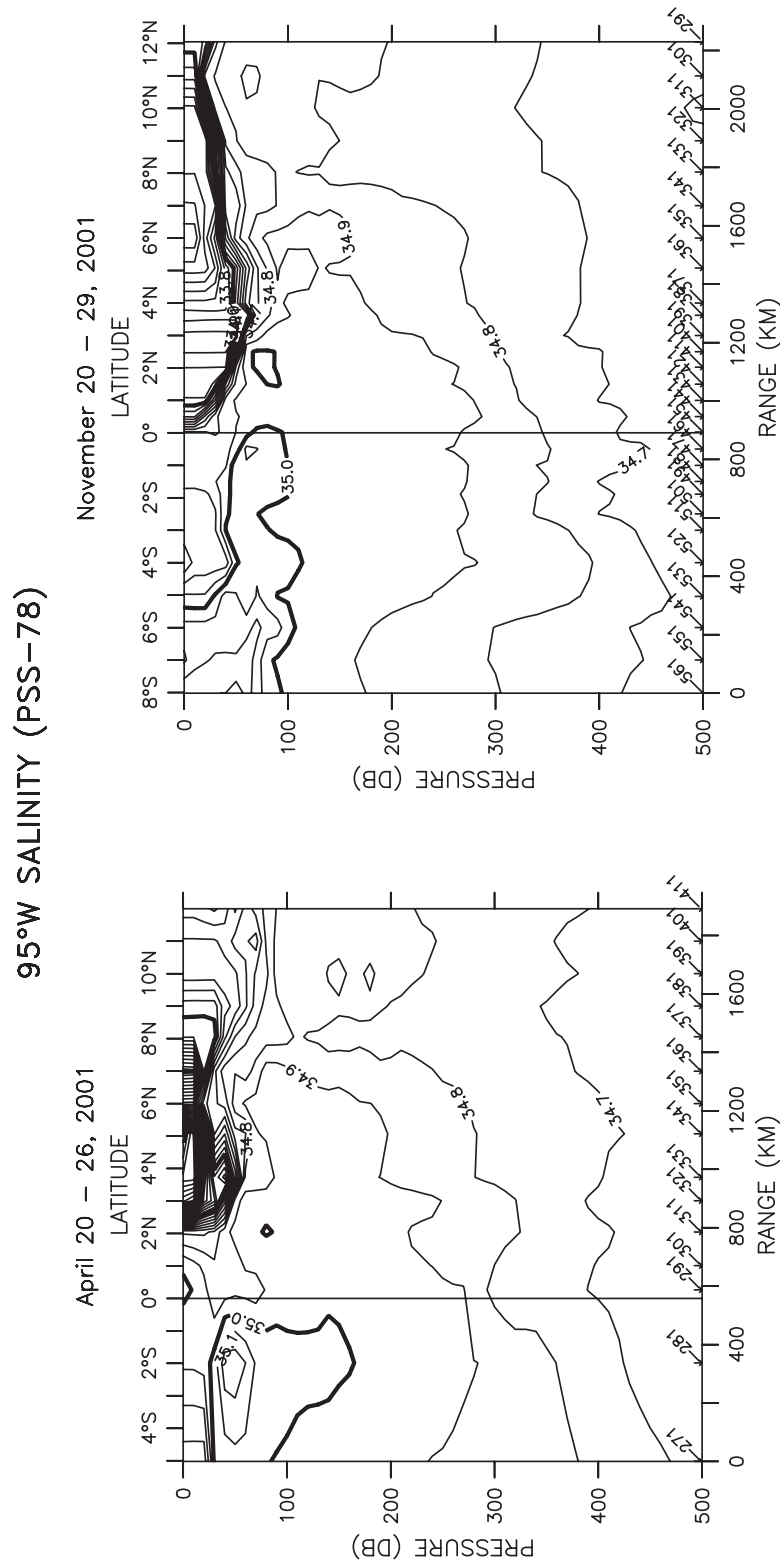 95°W SALINITY (PSS-78)
April 20 - 26, 2001
LATITUDE
4°S 2°S 0° 2°N 4°N 6°N 8°N 10°N
0
100
200
300
400
500
PRESSURE (DB)
35.1
35.0
34.8
34.9
34.8
34.7
271 281 291 301 311 321 331 341 351 361 371 381 391 401 411
0 400 800 1200 1600
RANGE (KM)
November 20 - 29, 2001
LATITUDE
8°S 6°S 4°S 2°S 0° 2°N 4°N 6°N 8°N 10°N 12°N
0
100
200
300
400
500
PRESSURE (DB)
33.8
34.8
35.0
34.9
34.8
34.7
561 551 541 531 521 511 501 361 351 341 331 321 311 301 291
0 400 800 1200 1600 2000
RANGE (KM)